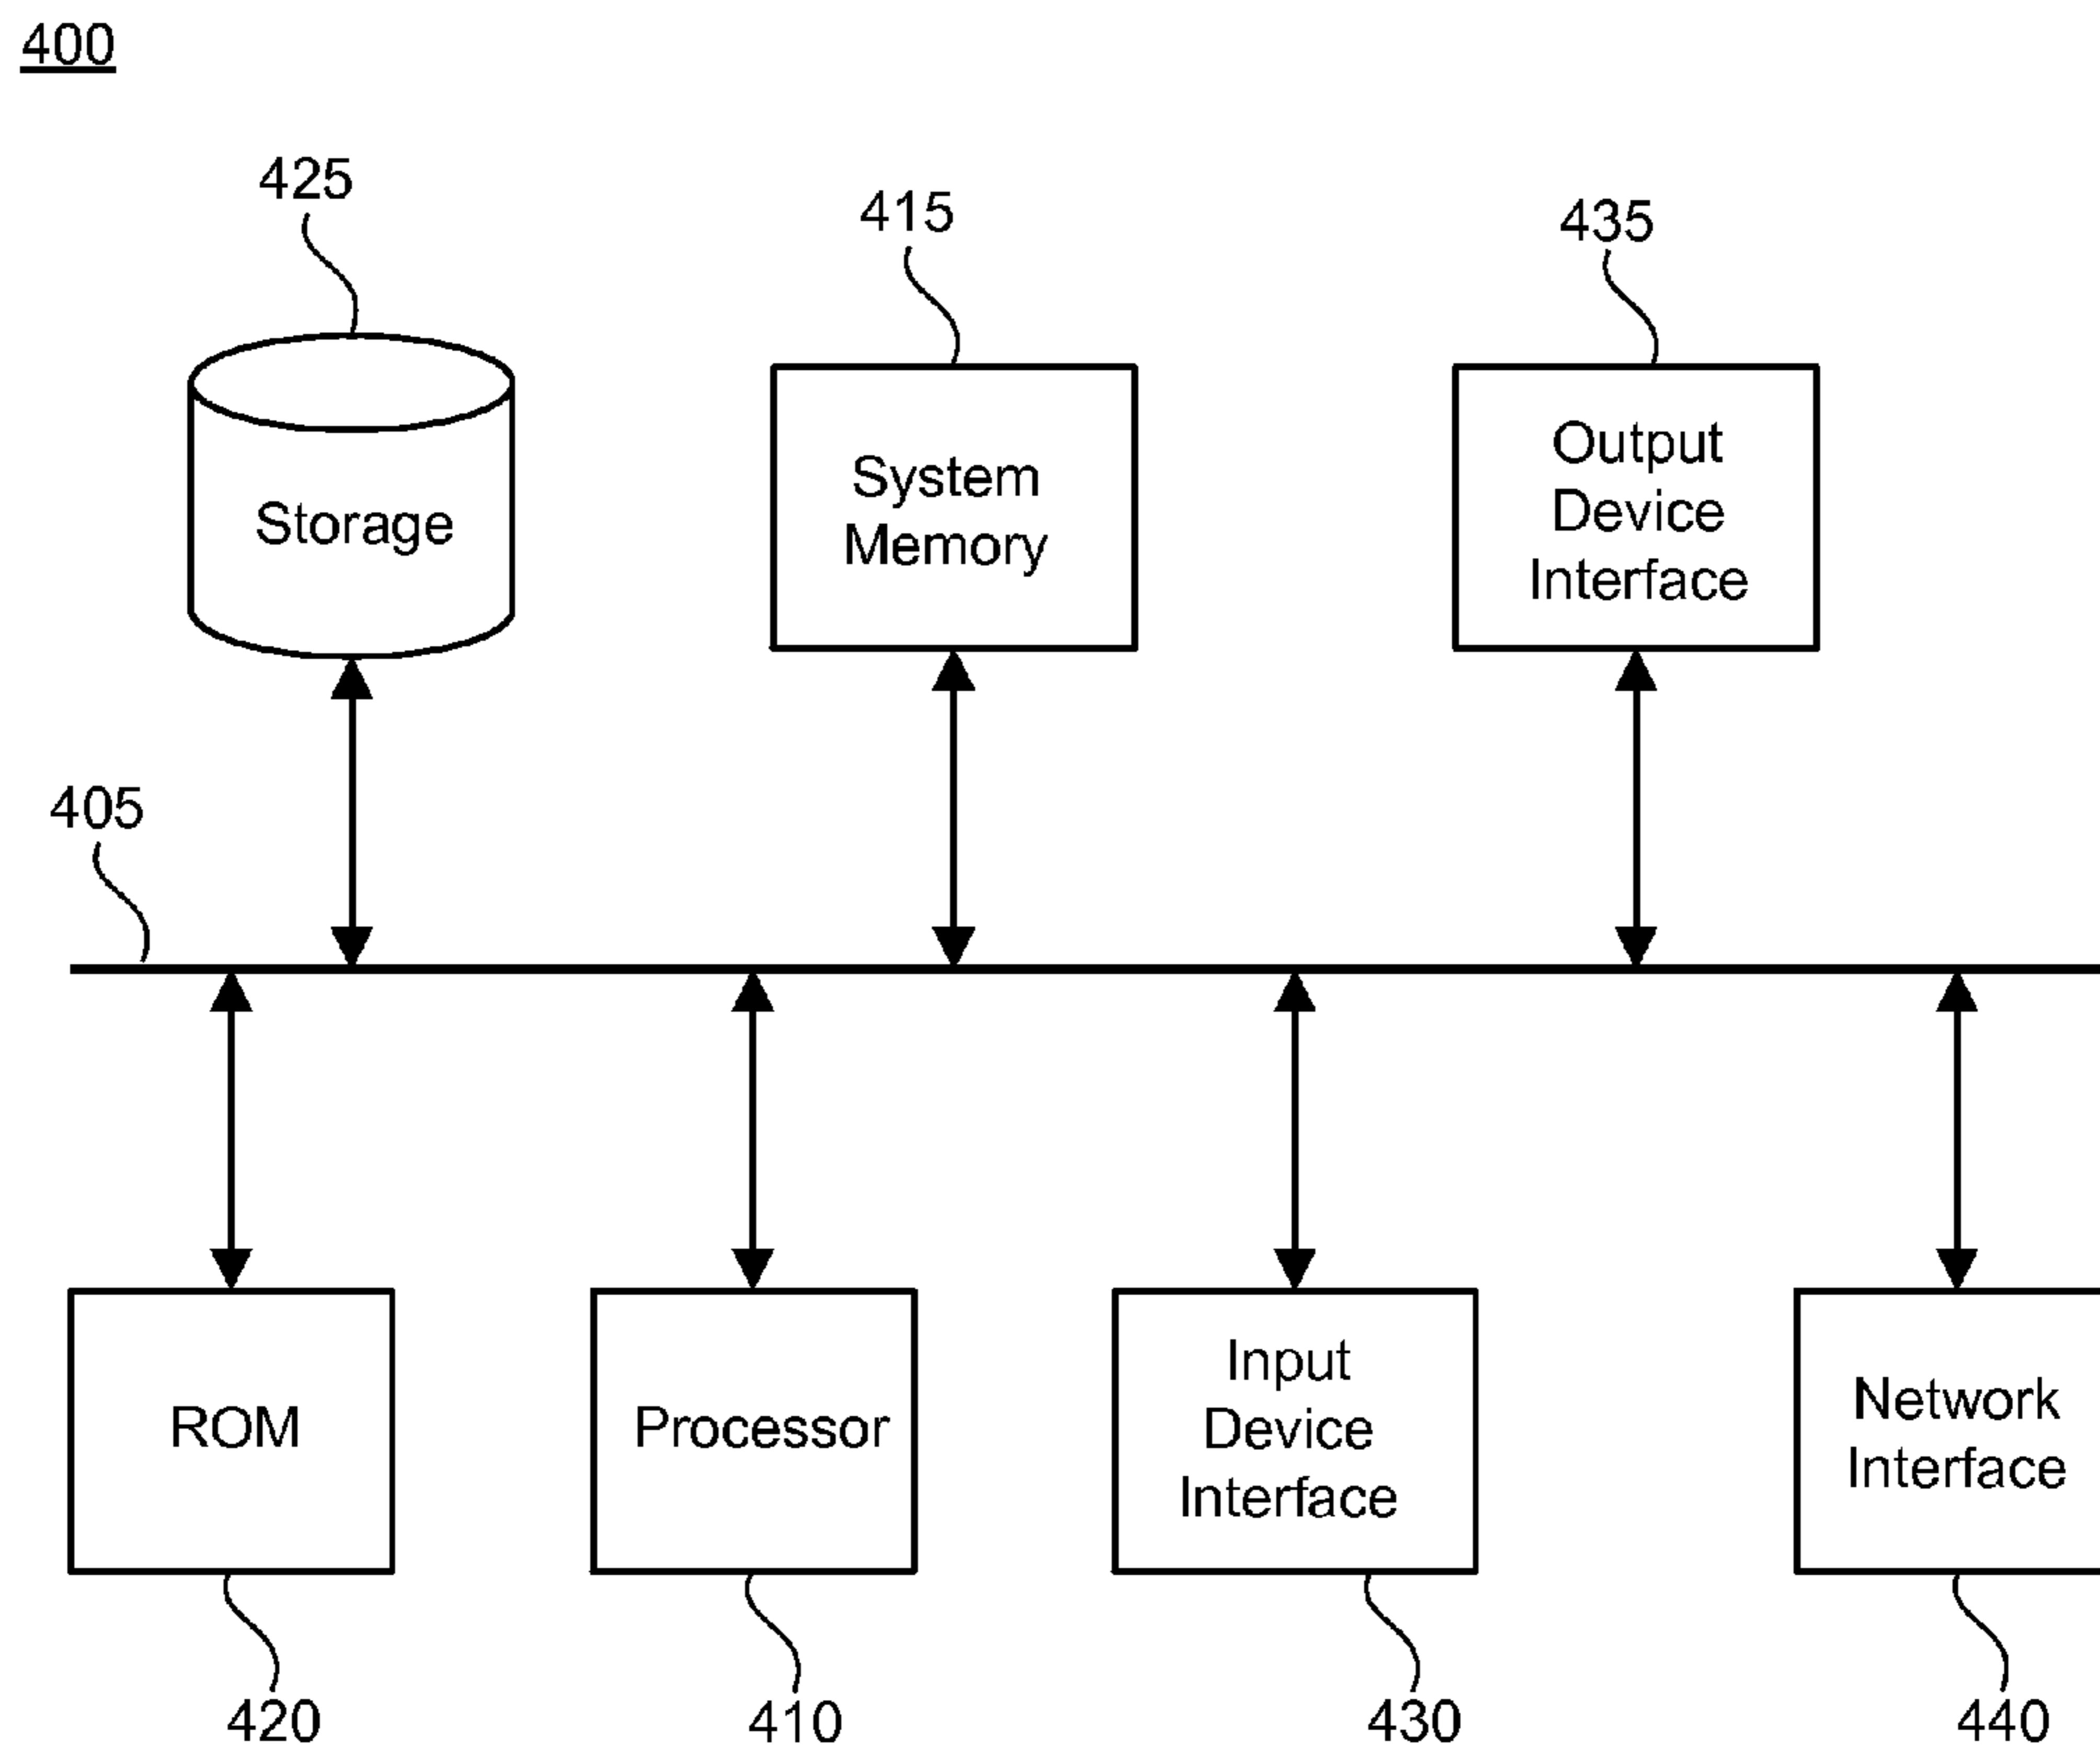 400
425
415
435
Storage
System
Memory
Output
Device
Interface
405
ROM
Processor
Input
Device
Interface
Network
Interface
420
410
430
440